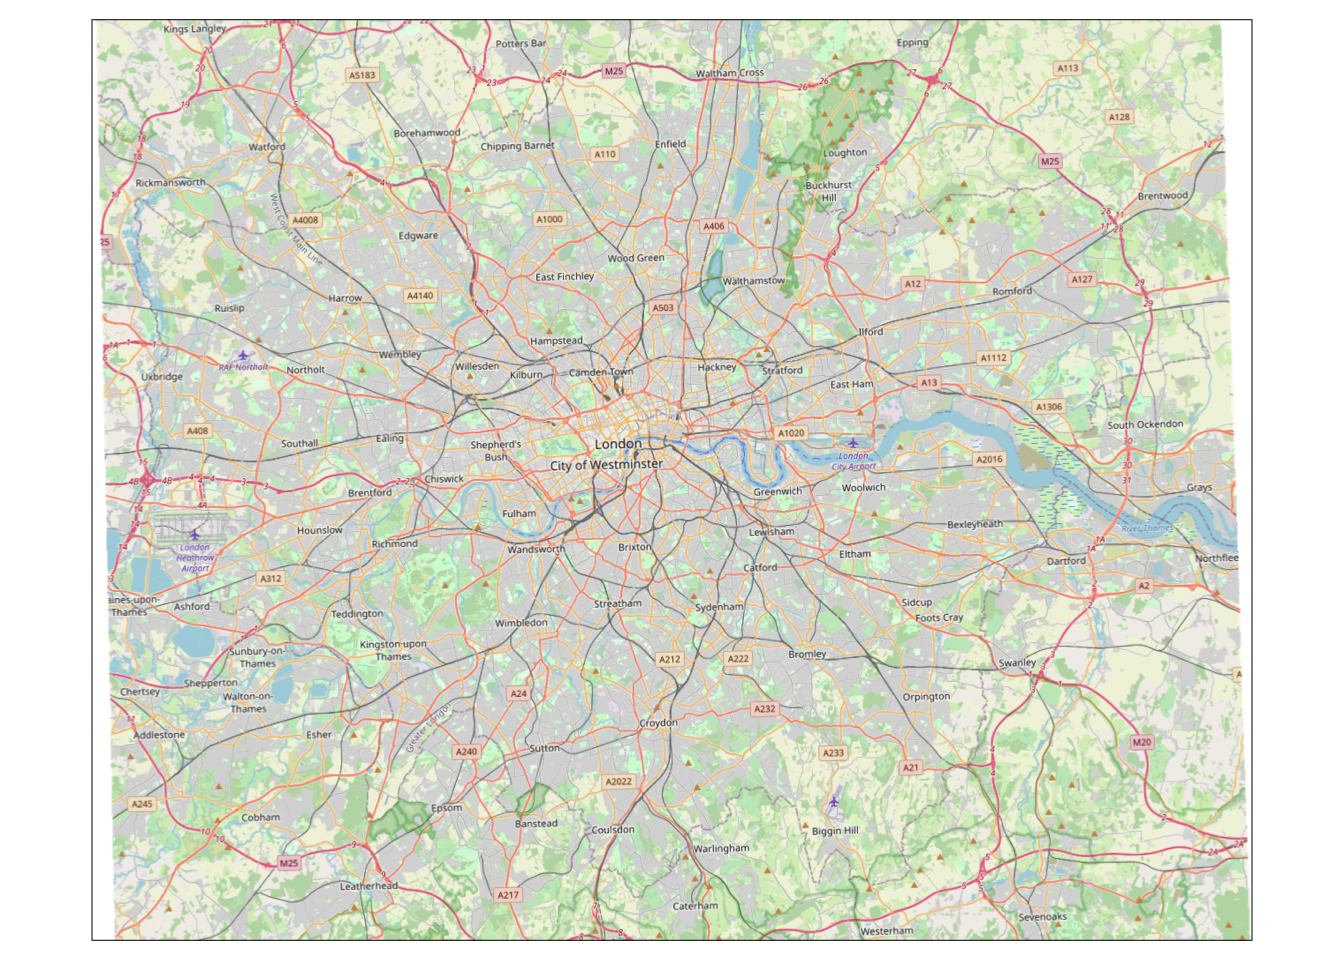 Kings Langley
Potters Bar
Epping
A5183
M25
Waltham Cross
A113
A128
Borehamwood
Chipping Barnet
A110
Enfield
Loughton
M25
Watford
Rickmansworth
Buckhurst
Hill
Brentwood
West Coast Main Line
A4008
A1000
A406
Edgware
Wood Green
East Finchley
Walthamstow
A12
A127
Romford
Ruislip
Harrow
A4140
A503
Ilford
Hampstead
Wembley
A1112
RAF Northolt
Northolt
Willesden
Kilburn
Camden Town
Hackney
Stratford
Uxbridge
East Ham
A13
A1306
A408
Southall
Ealing
Shepherd's
Bush
London
A1020
South Ockendon
City of Westminster
London
City Airport
A2016
Chiswick
Brentford
Greenwich
Woolwich
Grays
Fulham
Hounslow
Richmond
Wandsworth
Brixton
Lewisham
Bexleyheath
River Thames
London
Heathrow
Airport
Eltham
Catford
Dartford
Northflee
A312
A2
aines-upon-
Thames
Ashford
Teddington
Streatham
Sydenham
Sidcup
Foots Cray
Wimbledon
Kingston upon
Thames
Sunbury-on-
Thames
A212
A222
Bromley
Swanley
Chertsey
Shepperton
Walton-on-
Thames
A24
Orpington
A232
Greater London
Croydon
Addlestone
Esher
A240
Sutton
A233
A21
M20
A2022
A245
Cobham
Epsom
Banstead
Coulsdon
Biggin Hill
Warlingham
M25
Leatherhead
A217
Caterham
Sevenoaks
Westerham